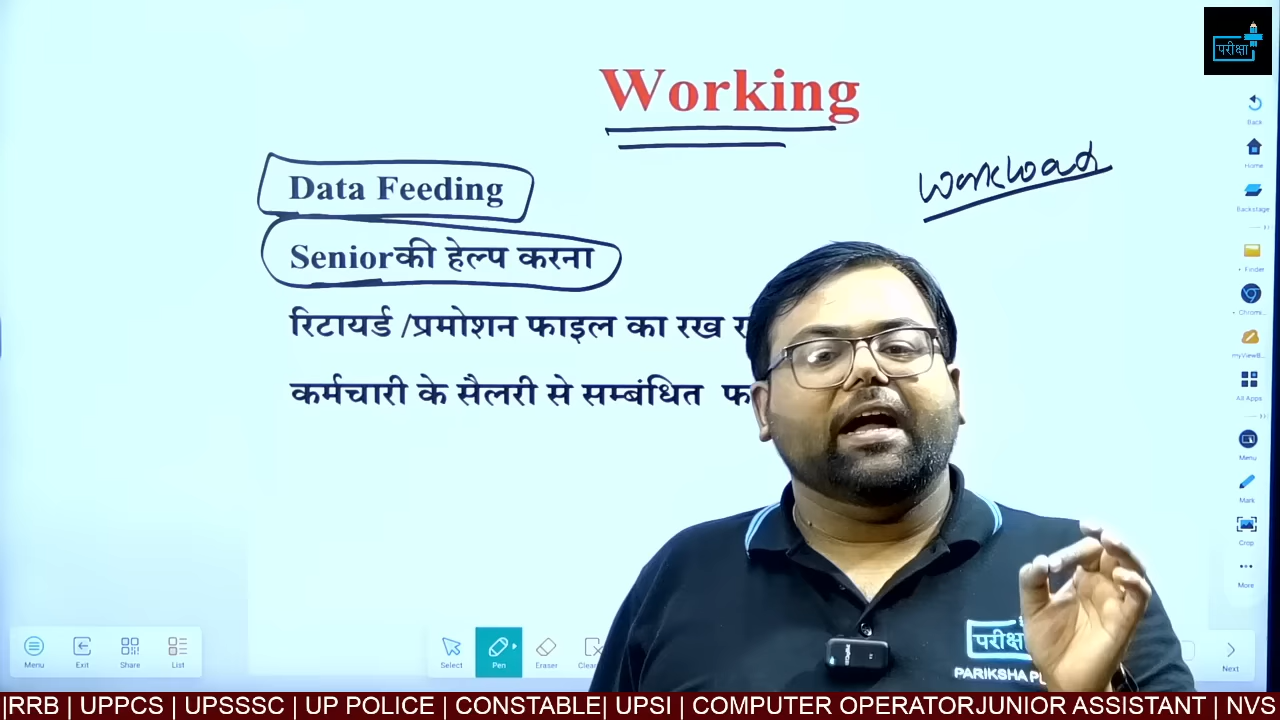 परीक्षा
Working
workload
Data Feeding
Seniorकी हेल्प करना
रिटायर्ड /प्रमोशन फाइल का रख
कर्मचारी के सैलरी से सम्बंधित
Back
Home
Backstage
Finder
Chromi...
myViewB...
All Apps
Menu
Mark
Crop
More
Menu
Exit
Share
List
Select
Pen
Eraser
Next
परीक्षा
PARIKSHA
|RRB | UPPCS | UPSSSC | UP POLICE | CONSTABLE| UPSI | COMPUTER OPERATORJUNIOR ASSISTANT | NVS